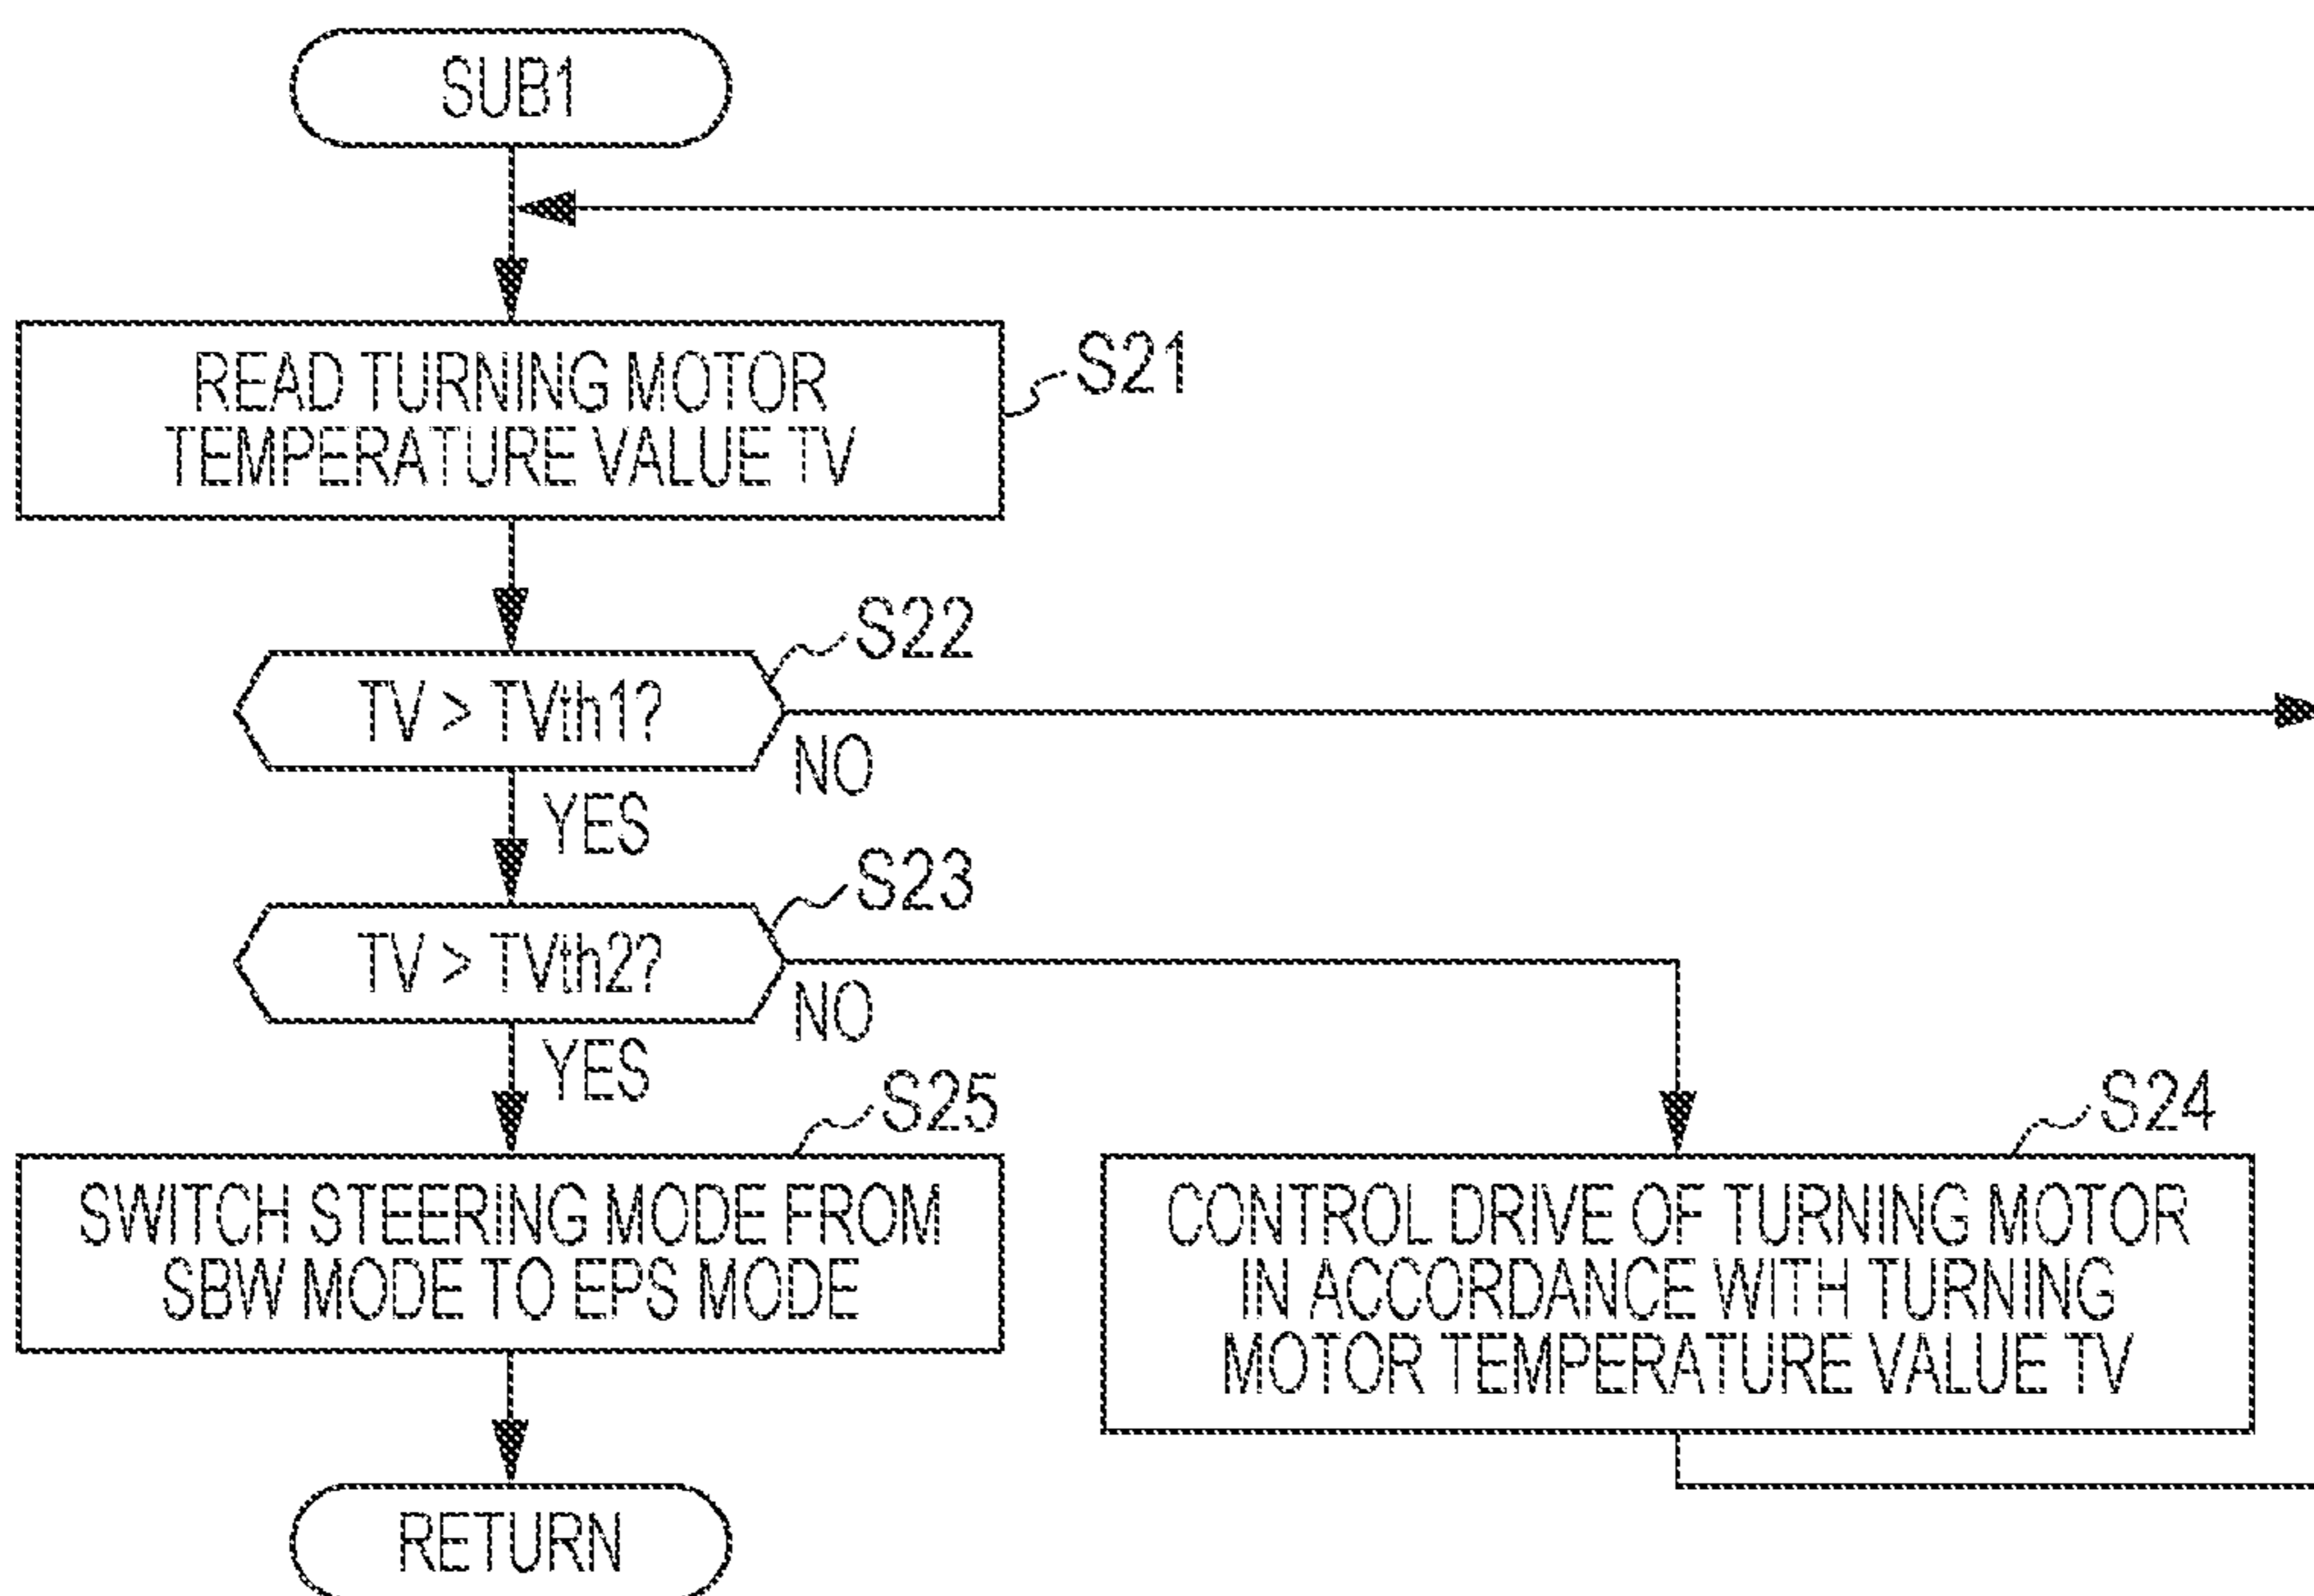 SUB1
READ TURNING MOTOR
TEMPERATURE VALUE TV
S21
S22
TV > TVth1?
NO
YES
S23
TV > TVth2?
NO
YES
S25
SWITCH STEERING MODE FROM
SBW MODE TO EPS MODE
S24
CONTROL DRIVE OF TURNING MOTOR
IN ACCORDANCE WITH TURNING
MOTOR TEMPERATURE VALUE TV
RETURN